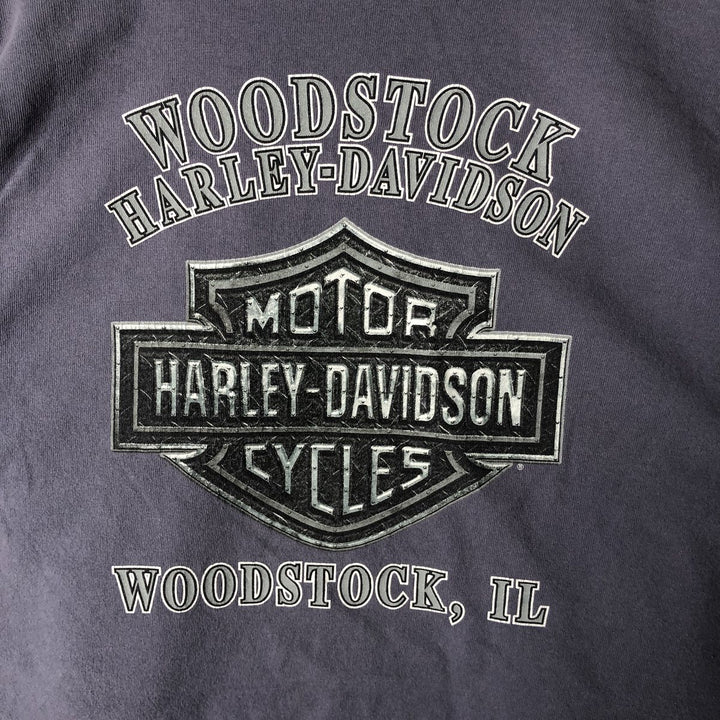 WOODSTOCK
HARLEY-DAVIDSON
MOTOR
HARLEY-DAVIDSON
CYCLES
®
WOODSTOCK, IL